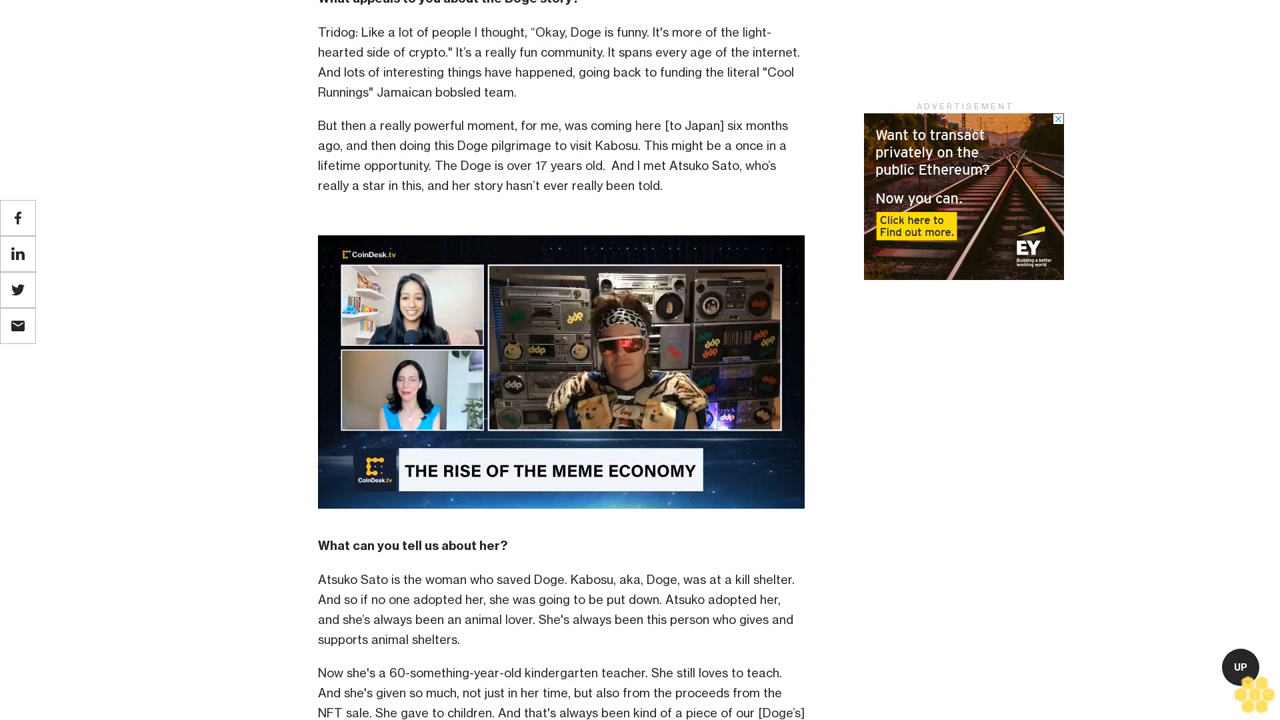 What appeals to you about the Doge story?
Tridog: Like a lot of people I thought, “Okay, Doge is funny. It's more of the light-
hearted side of crypto." It’s a really fun community. It spans every age of the internet.
And lots of interesting things have happened, going back to funding the literal "Cool
Runnings" Jamaican bobsled team.
But then a really powerful moment, for me, was coming here [to Japan] six months
ago, and then doing this Doge pilgrimage to visit Kabosu. This might be a once in a
lifetime opportunity. The Doge is over 17 years old.  And I met Atsuko Sato, who’s
really a star in this, and her story hasn’t ever really been told.
ADVERTISEMENT
Want to transact
privately on the
public Ethereum?
Now you can.
Click here to
Find out more.
EY
Building a better
working world
CoinDesk.tv
ddp
ddp
ddp
ddp
THE RISE OF THE MEME ECONOMY
CoinDesk.tv
What can you tell us about her?
Atsuko Sato is the woman who saved Doge. Kabosu, aka, Doge, was at a kill shelter.
And so if no one adopted her, she was going to be put down. Atsuko adopted her,
and she’s always been an animal lover. She's always been this person who gives and
supports animal shelters.
Now she's a 60-something-year-old kindergarten teacher. She still loves to teach.
And she's given so much, not just in her time, but also from the proceeds from the
NFT sale. She gave to children. And that's always been kind of a piece of our [Doge’s]
UP